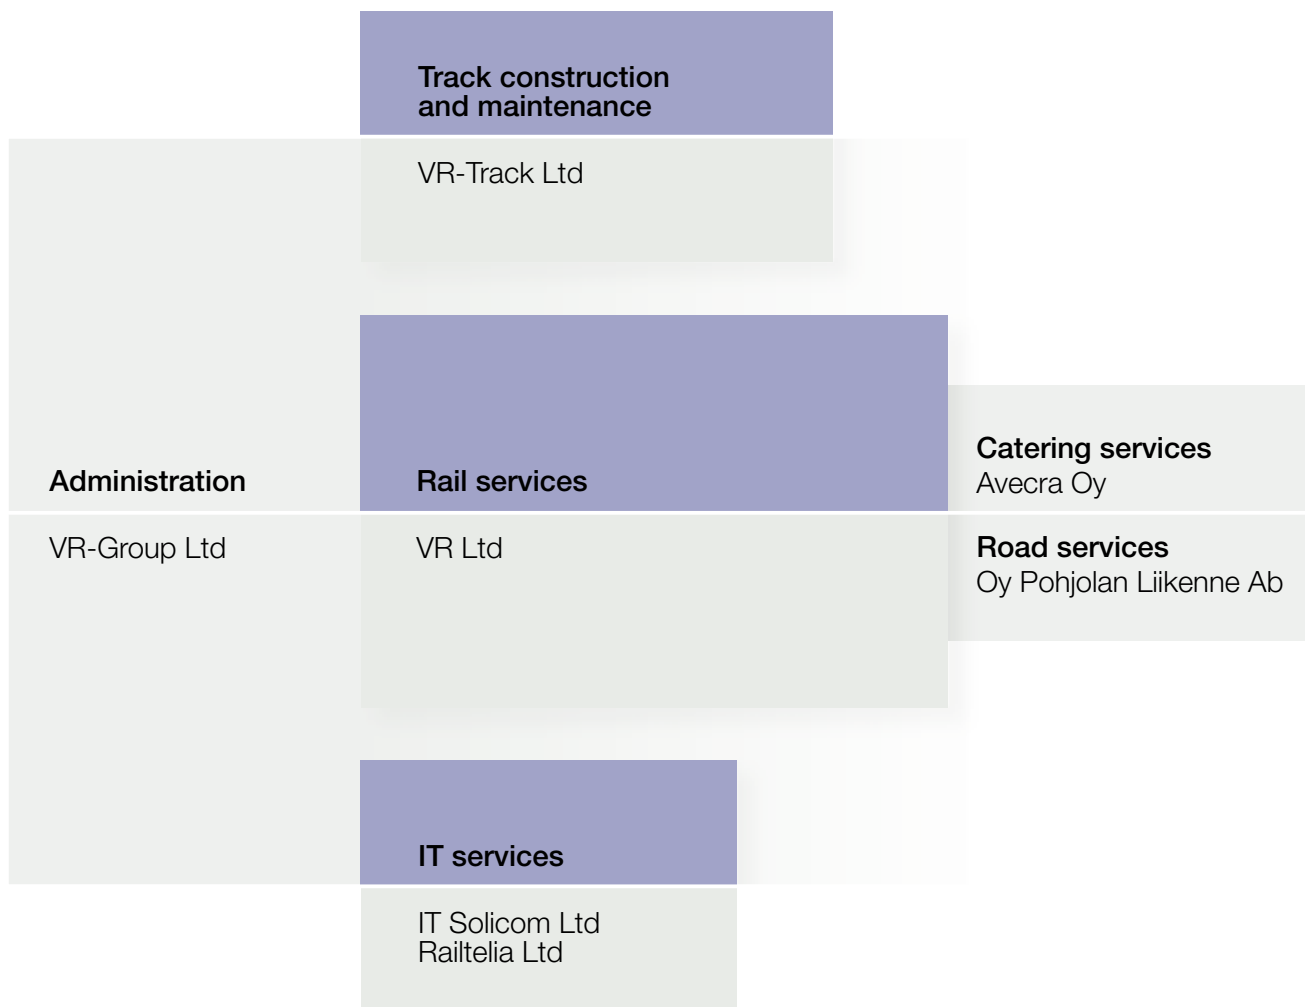 Track construction
and maintenance
VR-Track Ltd
Administration
VR-Group Ltd
Rail services
VR Ltd
Catering services
Avecra Oy
Road services
Oy Pohjolan Liikenne Ab
IT services
IT Solicom Ltd
Railtelia Ltd